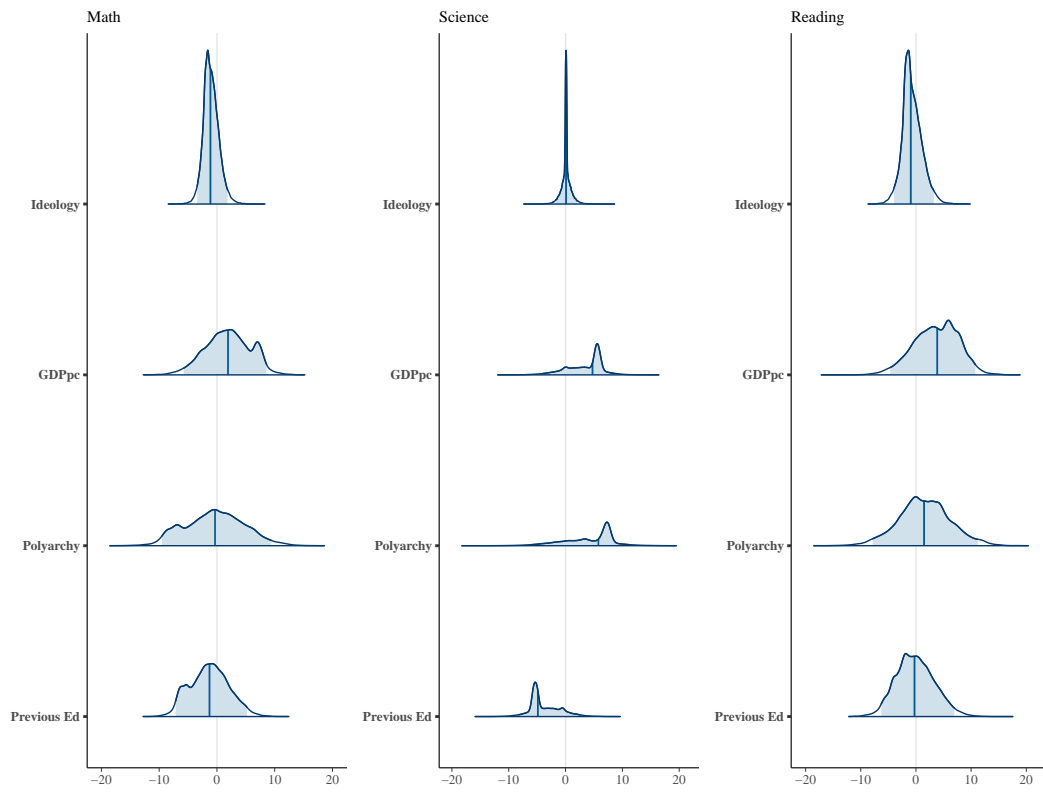 Math
Ideology
GDPpc
Polyarchy
Previous Ed
−20 −10 0 10 20
Science
Ideology
GDPpc
Polyarchy
Previous Ed
−20 −10 0 10 20
Reading
Ideology
GDPpc
Polyarchy
Previous Ed
−20 −10 0 10 20